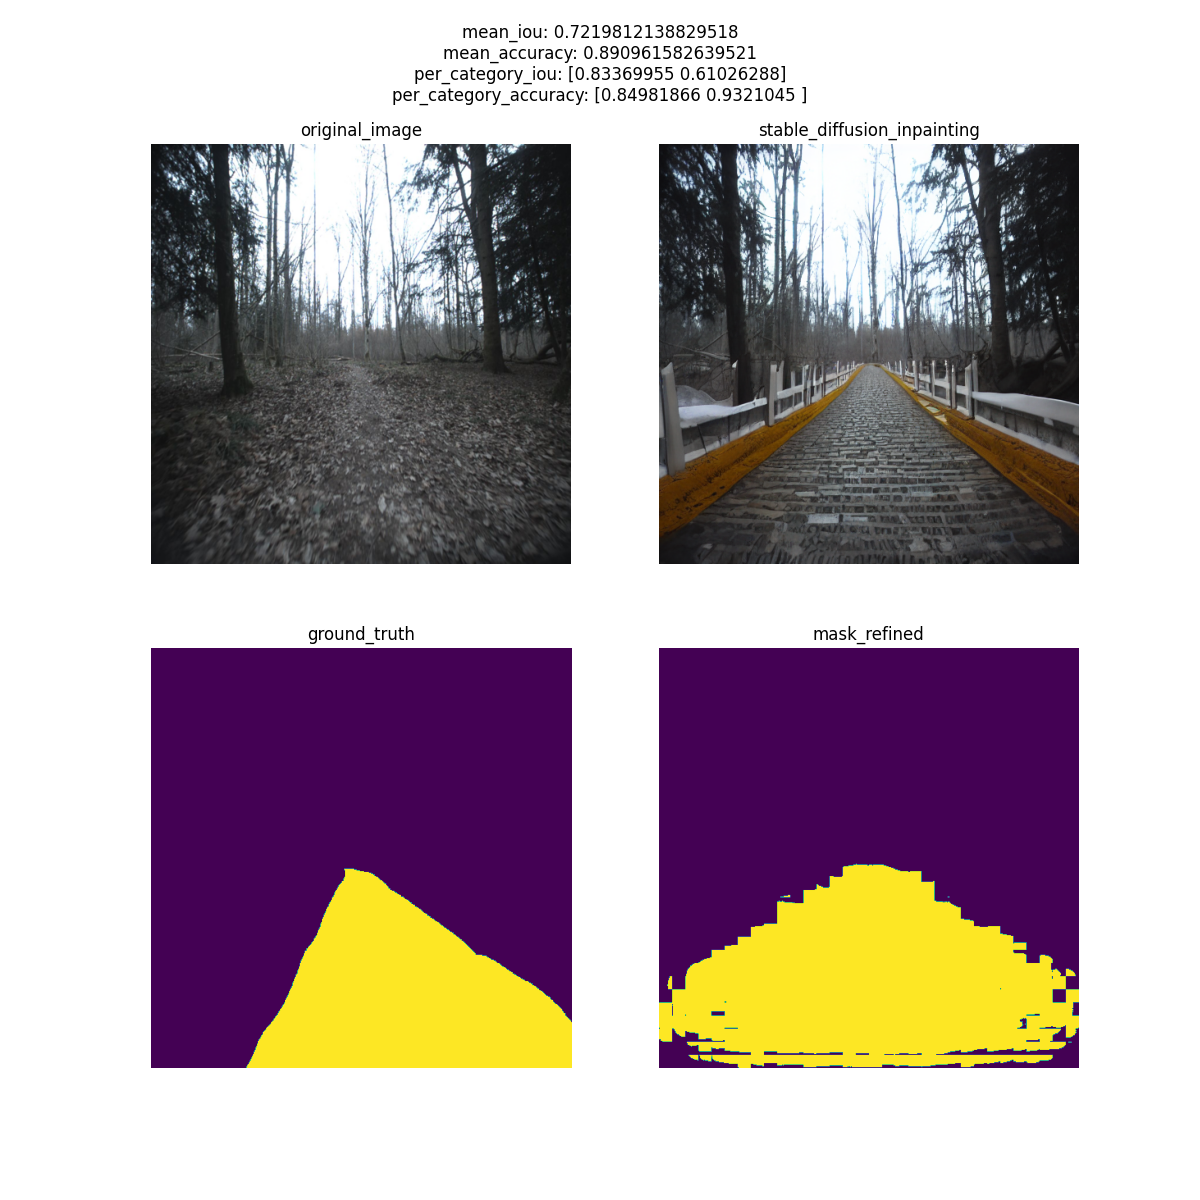 mean_iou: 0.7219812138829518
mean_accuracy: 0.890961582639521
per_category_iou: [0.83369955 0.61026288]
per_category_accuracy: [0.84981866 0.9321045 ]
original_image
stable_diffusion_inpainting
ground_truth
mask_refined